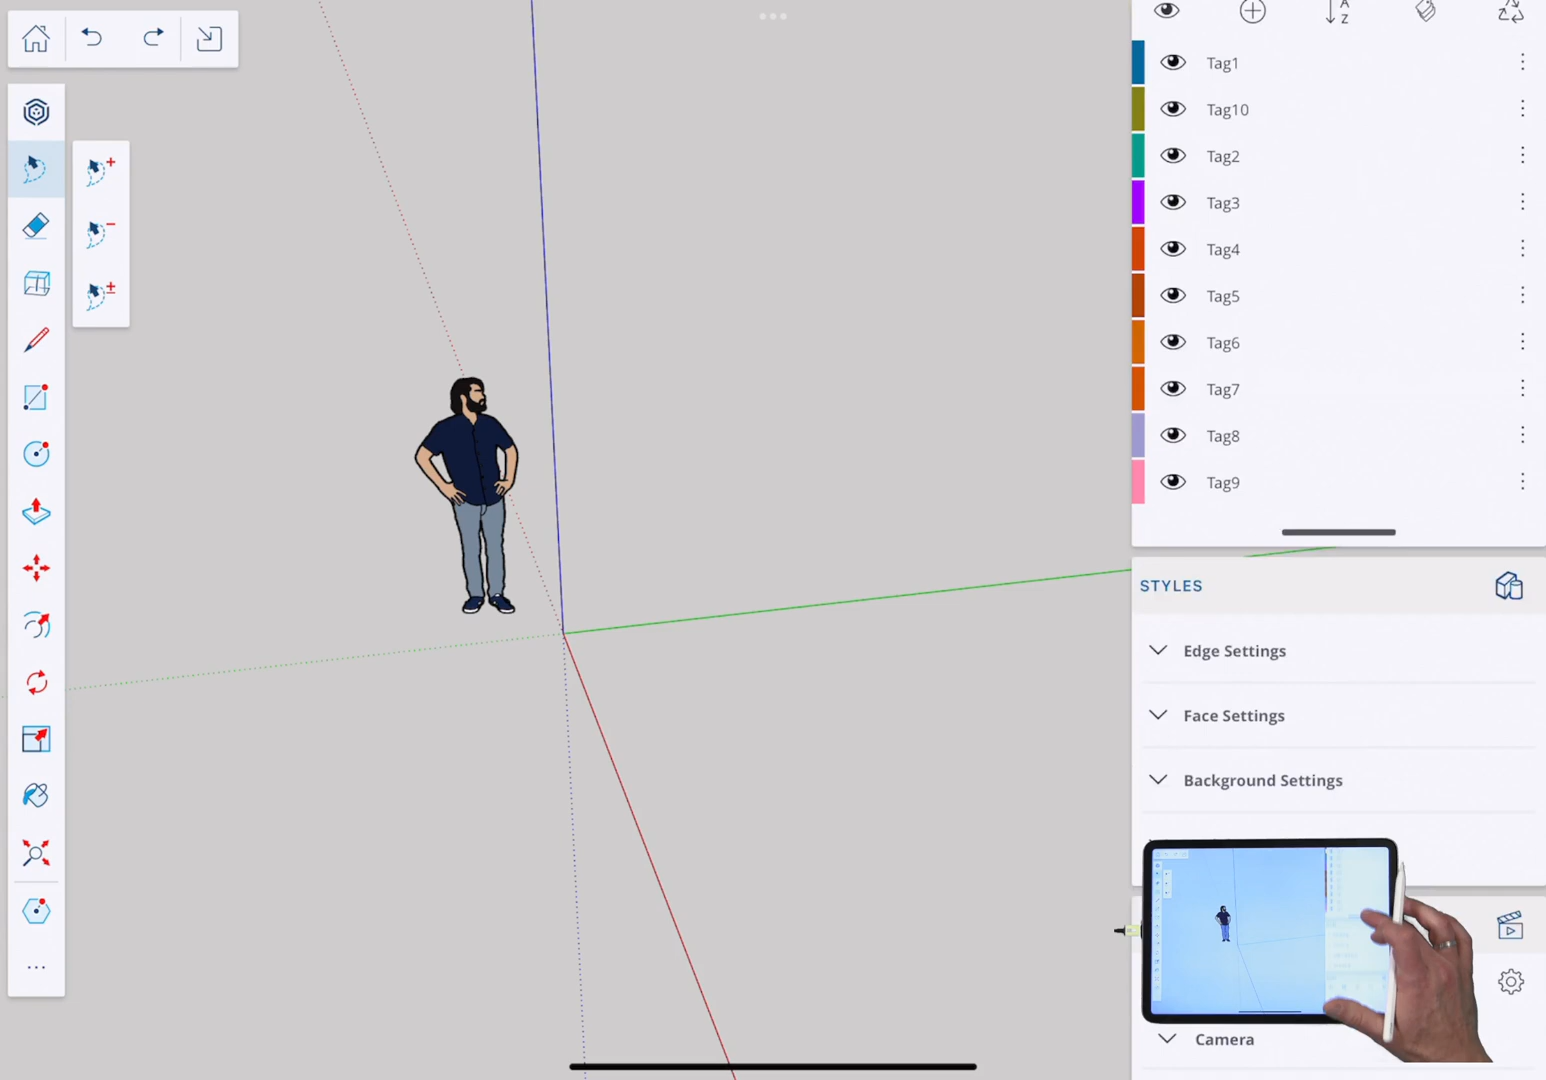 A
Z
Tag1
Tag10
Tag2
Tag3
Tag4
Tag5
Tag6
Tag7
Tag8
Tag9
STYLES
Edge Settings
Face Settings
Background Settings
Camera